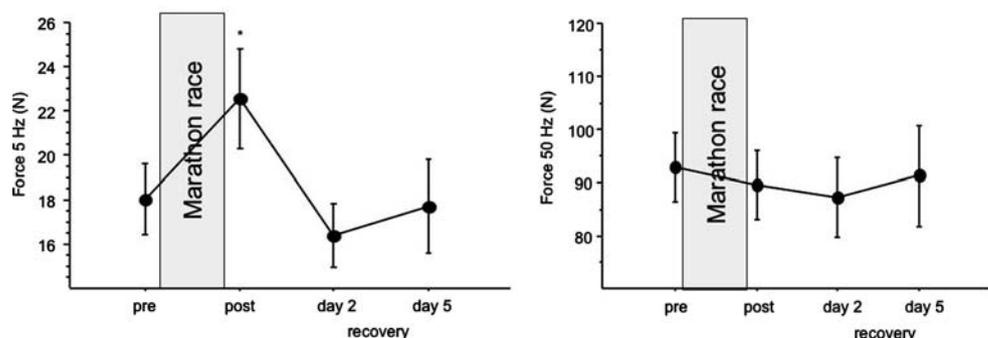 26
24
22
20
18
16
Force 5 Hz (N)
*
Marathon race
pre post day 2 day 5
recovery
120
110
100
90
80
Force 50 Hz (N)
Marathon race
pre post day 2 day 5
recovery